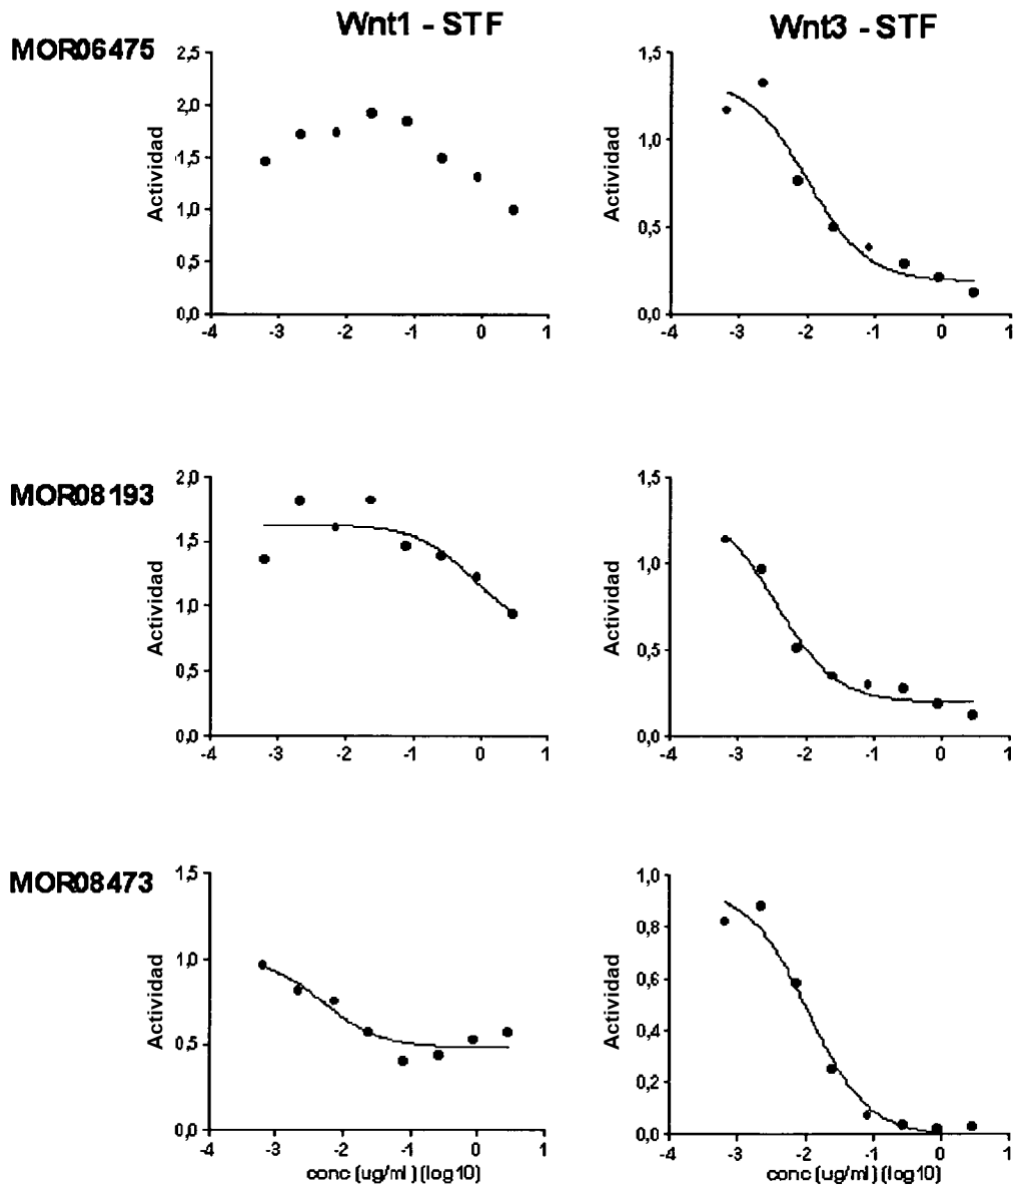 Wnt1 - STF
Wnt3 - STF
MOR06475
Actividad
2,5
2,0
1,5
1,0
0,5
0,0
-4 -3 -2 -1 0 1
Actividad
1,5
1,0
0,5
0,0
-4 -3 -2 -1 0 1
MOR08193
Actividad
2,0
1,5
1,0
0,5
0,0
-4 -3 -2 -1 0 1
Actividad
1,5
1,0
0,5
0,0
-4 -3 -2 -1 0 1
MOR08473
Actividad
1,5
1,0
0,5
0,0
-4 -3 -2 -1 0 1
conc (ug/ml) (log10)
Actividad
1,0
0,8
0,6
0,4
0,2
0,0
-4 -3 -2 -1 0 1
conc (ug/ml) (log10)